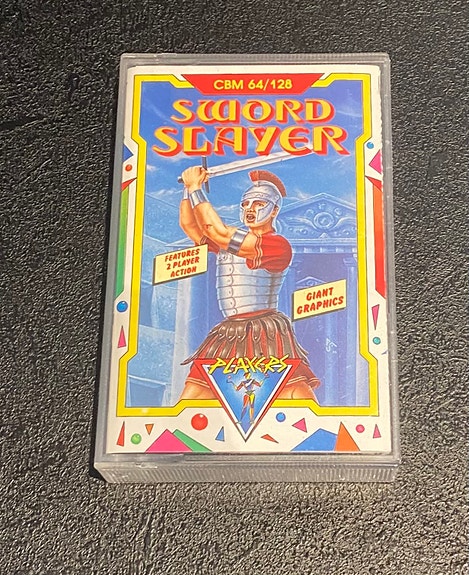 CBM 64/128
SWORD
SLAYER
FEATURES
2 PLAYER
ACTION
GIANT
GRAPHICS
PLAYERS